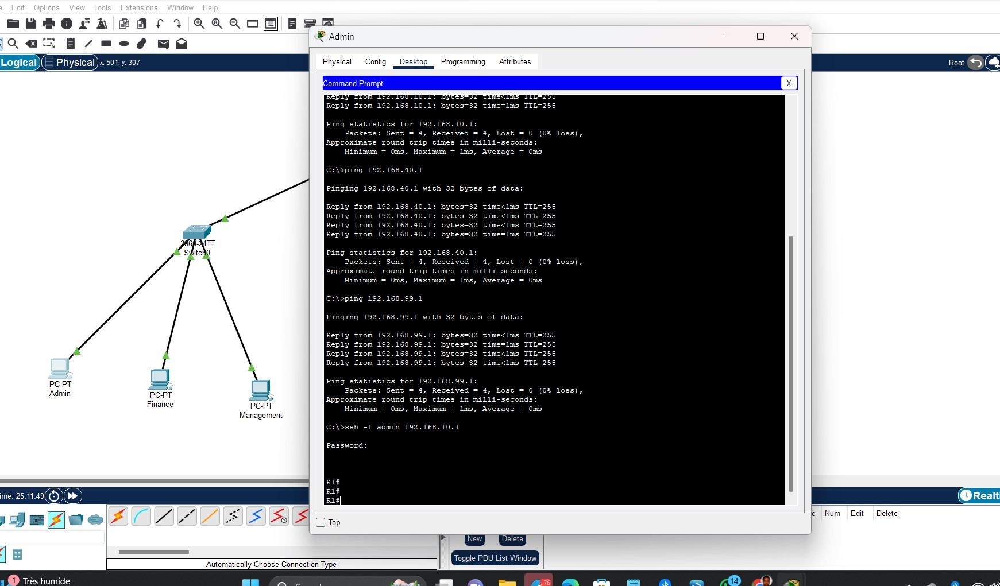 Edit Options View Tools Extensions Window Help
Admin
Logical Physical x: 501, y: 307
Root
Physical Config Desktop Programming Attributes
Command Prompt X
Reply from 192.168.10.1: bytes=32 time<1ms TTL=255
Reply from 192.168.10.1: bytes=32 time=1ms TTL=255
Ping statistics for 192.168.10.1:
Packets: Sent = 4, Received = 4, Lost = 0 (0% loss),
Approximate round trip times in milli-seconds:
Minimum = 0ms, Maximum = 1ms, Average = 0ms
C:\>ping 192.168.40.1
Pinging 192.168.40.1 with 32 bytes of data:
Reply from 192.168.40.1: bytes=32 time<1ms TTL=255
Reply from 192.168.40.1: bytes=32 time<1ms TTL=255
Reply from 192.168.40.1: bytes=32 time<1ms TTL=255
Reply from 192.168.40.1: bytes=32 time=1ms TTL=255
Ping statistics for 192.168.40.1:
Packets: Sent = 4, Received = 4, Lost = 0 (0% loss),
Approximate round trip times in milli-seconds:
Minimum = 0ms, Maximum = 1ms, Average = 0ms
C:\>ping 192.168.99.1
Pinging 192.168.99.1 with 32 bytes of data:
Reply from 192.168.99.1: bytes=32 time<1ms TTL=255
Reply from 192.168.99.1: bytes=32 time=1ms TTL=255
Reply from 192.168.99.1: bytes=32 time<1ms TTL=255
Reply from 192.168.99.1: bytes=32 time<1ms TTL=255
Ping statistics for 192.168.99.1:
Packets: Sent = 4, Received = 4, Lost = 0 (0% loss),
Approximate round trip times in milli-seconds:
Minimum = 0ms, Maximum = 1ms, Average = 0ms
C:\>ssh -l admin 192.168.10.1
Password:
R1#
R1#
R1#
Top
2960-24TT
Switch0
PC-PT
Admin
PC-PT
Finance
PC-PT
Management
ime: 25:11:49
Realti
c Num Edit Delete
New Delete
Toggle PDU List Window
Automatically Choose Connection Type
1 Très humide
..76
14